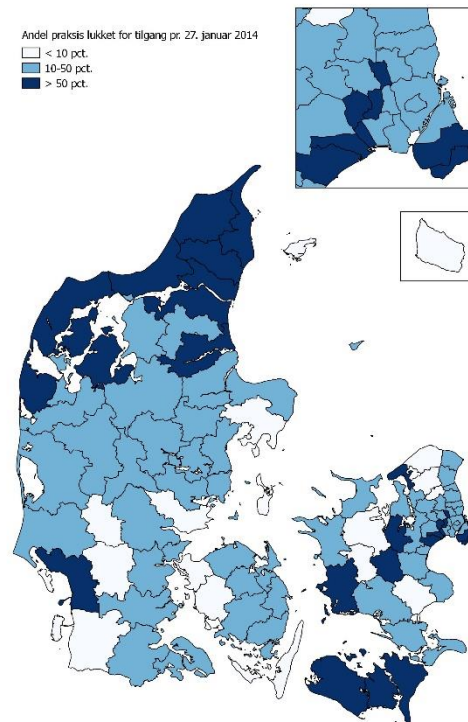 Andel praksis lukket for tilgang pr. 27. januar 2014
< 10 pct.
10-50 pct.
> 50 pct.